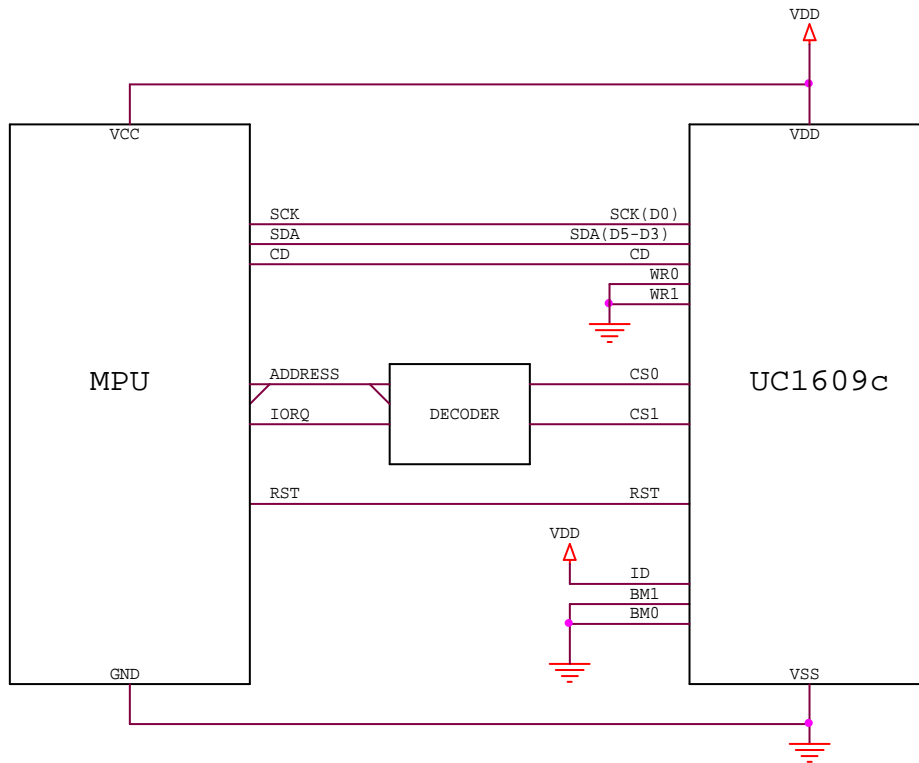 VDD
VCC
VDD
SCK SCK(D0)
SDA SDA(D5-D3)
CD CD
WR0
WR1
ADDRESS CS0
MPU DECODER UC1609c
IORQ CS1
RST RST
VDD
ID
BM1
BM0
GND VSS